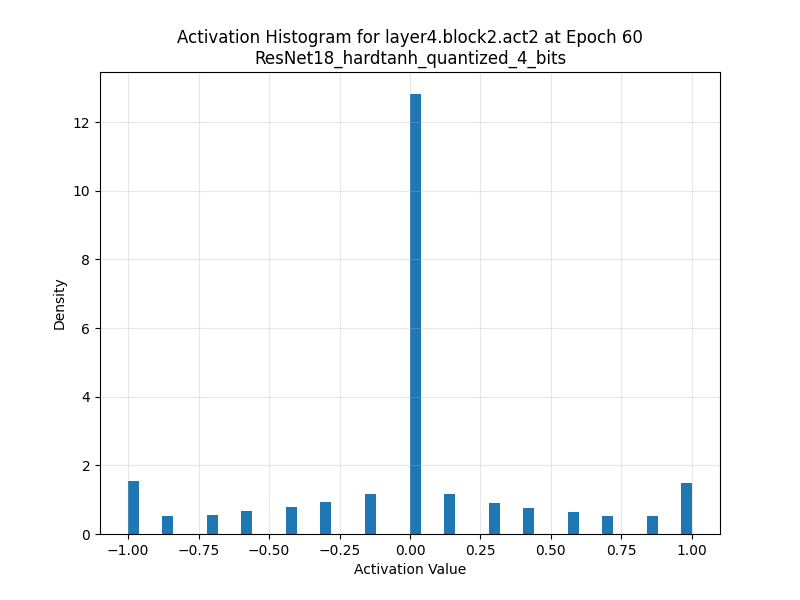 Activation Histogram for layer4.block2.act2 at Epoch 60
ResNet18_hardtanh_quantized_4_bits
12
10
8
6
4
2
0
Density
−1.00 −0.75 −0.50 −0.25 0.00 0.25 0.50 0.75 1.00
Activation Value